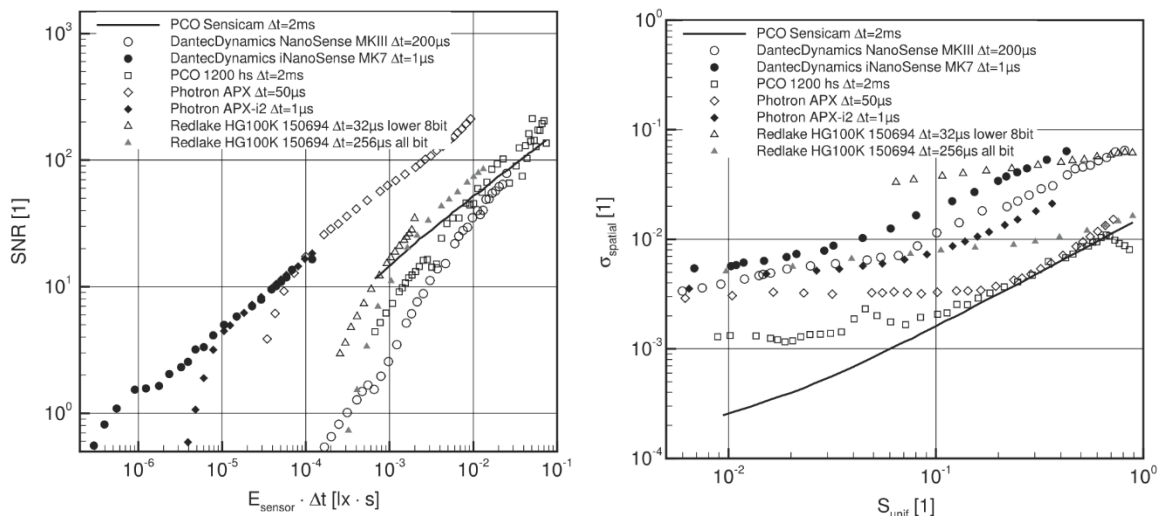 PCO Sensicam Δt=2ms
DantecDynamics NanoSense MKIII Δt=200μs
DantecDynamics iNanoSense MK7 Δt=1μs
PCO 1200 hs Δt=2ms
Photron APX Δt=50μs
Photron APX-i2 Δt=1μs
Redlake HG100K 150694 Δt=32μs lower 8bit
Redlake HG100K 150694 Δt=256μs all bit
10³
10²
10¹
10⁰
SNR [1]
10⁻⁶
10⁻⁵
10⁻⁴
10⁻³
10⁻²
10⁻¹
E_sensor · Δt [lx · s]
PCO Sensicam Δt=2ms
DantecDynamics NanoSense MKIII Δt=200μs
DantecDynamics iNanoSense MK7 Δt=1μs
PCO 1200 hs Δt=2ms
Photron APX Δt=50μs
Photron APX-i2 Δt=1μs
Redlake HG100K 150694 Δt=32μs lower 8bit
Redlake HG100K 150694 Δt=256μs all bit
10⁰
10⁻¹
10⁻²
10⁻³
10⁻⁴
σ_spatial [1]
10⁻²
10⁻¹
10⁰
S_unif [1]